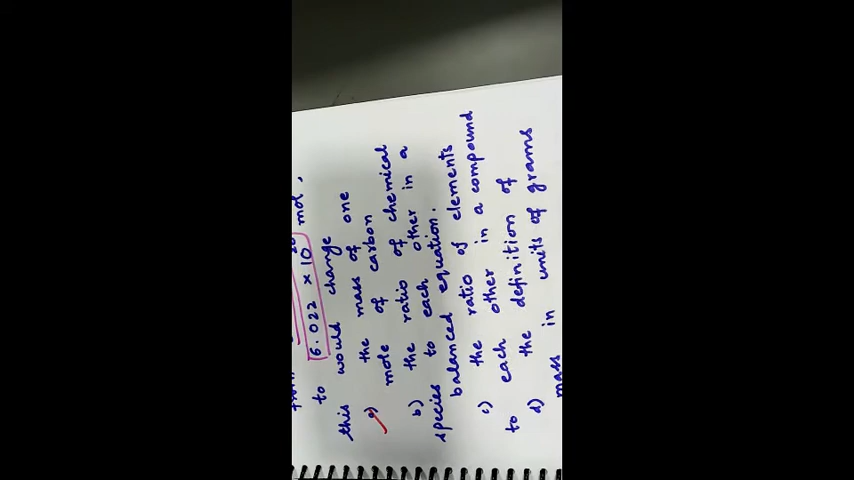 mol,
to 6.022 × 10²⁰
this would change
a) the mass of one
mole of carbon
b) the ratio of chemical
species to each other in a
balanced equation.
c) the ratio of elements
to each other in a compound
d) the definition of
mass in units of grams